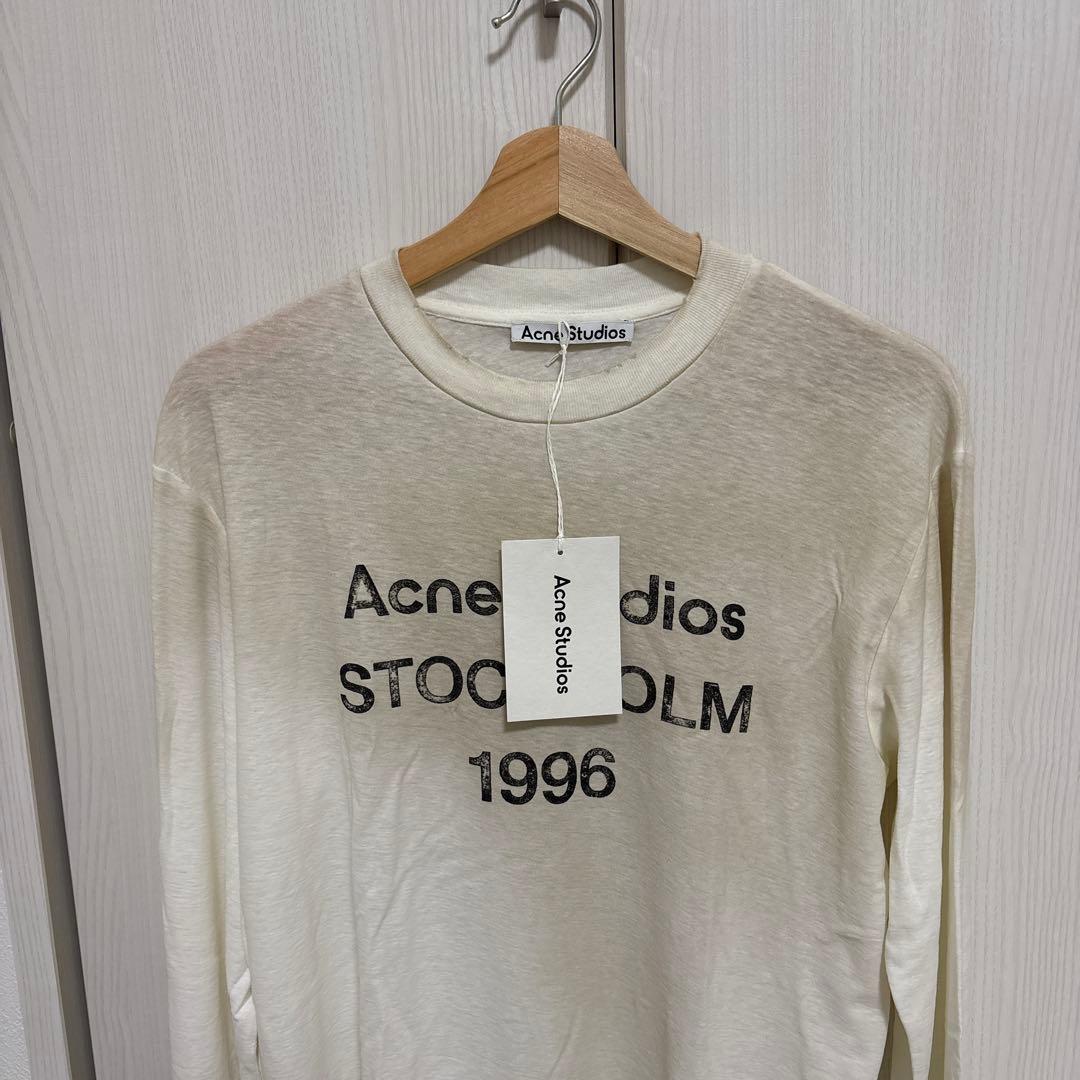 Acne Studios
Acne Studios
Acne dios
STOC OLM
1996